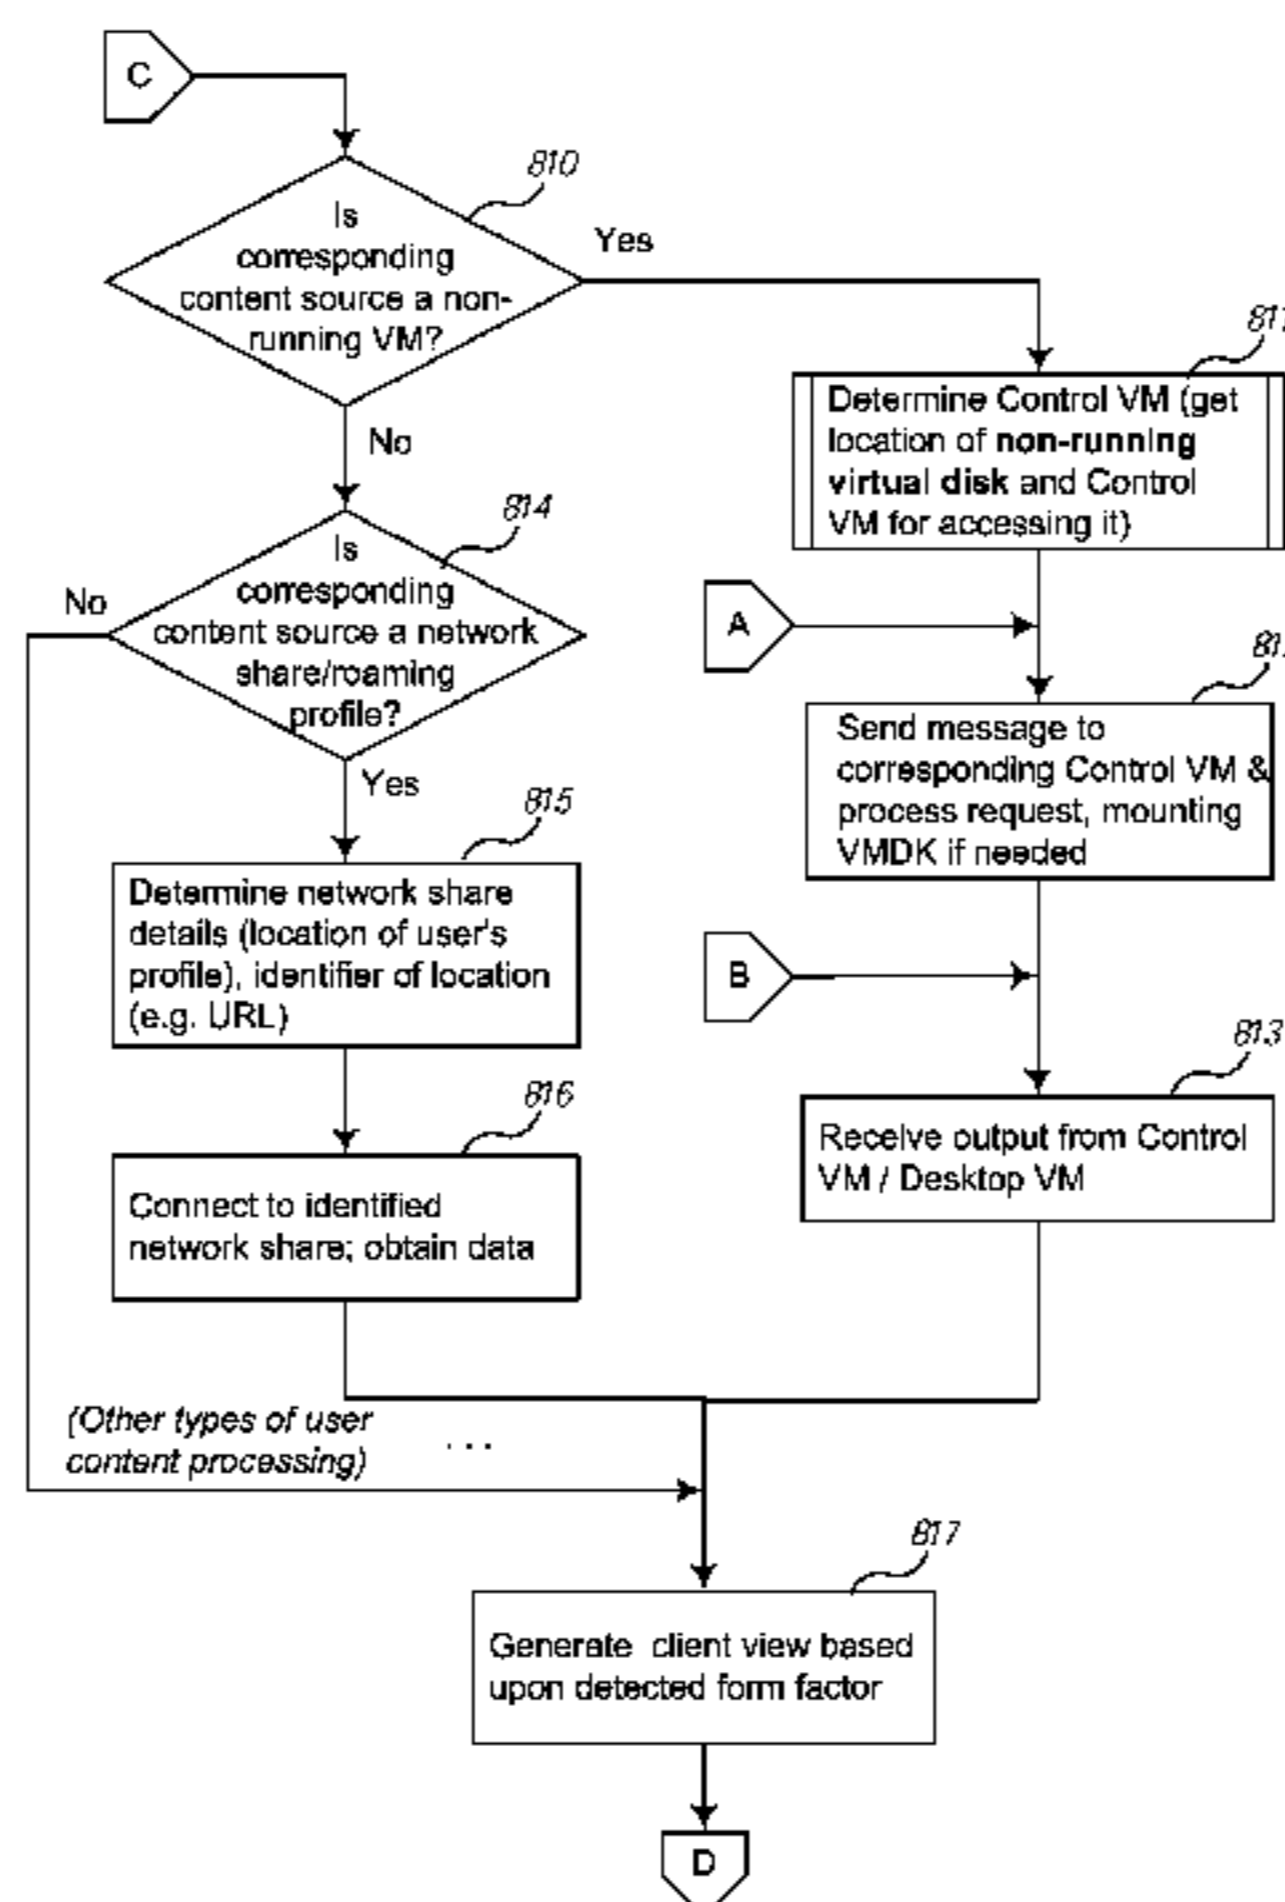 C
810
Is
corresponding
content source a non-
running VM?
Yes
No
811
Determine Control VM (get
location of non-running
virtual disk and Control
VM for accessing it)
814
Is
corresponding
content source a network
share/roaming
profile?
No
Yes
A
Send message to
corresponding Control VM &
process request, mounting
VMDK if needed
815
Determine network share
details (location of user's
profile), identifier of location
(e.g. URL)
B
813
Receive output from Control
VM / Desktop VM
816
Connect to identified
network share; obtain data
(Other types of user
content processing)
...
817
Generate client view based
upon detected form factor
D